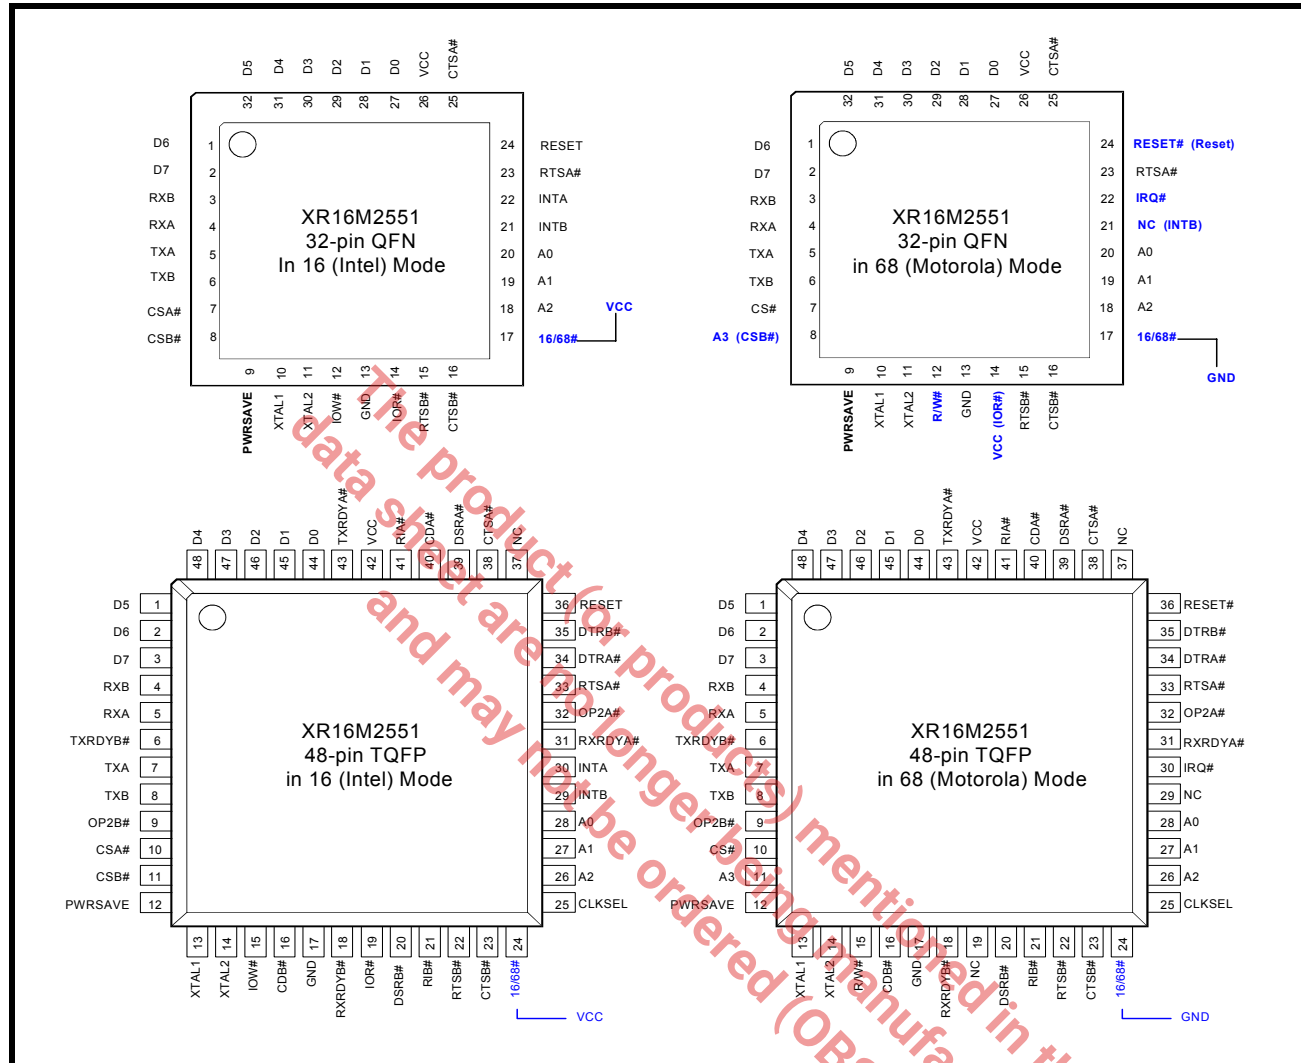 D5 D4 D3 D2 D1 D0 VCC CTSA#
32 31 30 29 28 27 26 25
D6 1
D7 2
RXB 3
RXA 4
TXA 5
TXB 6
CSA# 7
CSB# 8
XR16M2551
32-pin QFN
In 16 (Intel) Mode
24 RESET
23 RTSA#
22 INTA
21 INTB
20 A0
19 A1
18 A2
17 16/68#
VCC
9 10 11 12 13 14 15 16
PWRSAVE XTAL1 XTAL2 IOW# GND IOR# RTSB# CTSB#
D5 D4 D3 D2 D1 D0 VCC CTSA#
32 31 30 29 28 27 26 25
D6 1
D7 2
RXB 3
RXA 4
TXA 5
TXB 6
CS# 7
A3 (CSB#) 8
XR16M2551
32-pin QFN
in 68 (Motorola) Mode
24 RESET# (Reset)
23 RTSA#
22 IRQ#
21 NC (INTB)
20 A0
19 A1
18 A2
17 16/68#
GND
9 10 11 12 13 14 15 16
PWRSAVE XTAL1 XTAL2 R/W# GND VCC (IOR#) RTSB# CTSB#
D4 D3 D2 D1 D0 TXRDYA# VCC RIA# CDA# DSRA# CTSA# NC
48 47 46 45 44 43 42 41 40 39 38 37
D5 1
D6 2
D7 3
RXB 4
RXA 5
TXRDYB# 6
TXA 7
TXB 8
OP2B# 9
CSA# 10
CSB# 11
PWRSAVE 12
XR16M2551
48-pin TQFP
in 16 (Intel) Mode
36 RESET
35 DTRB#
34 DTRA#
33 RTSA#
32 OP2A#
31 RXRDYA#
30 INTA
29 INTB
28 A0
27 A1
26 A2
25 CLKSEL
13 14 15 16 17 18 19 20 21 22 23 24
XTAL1 XTAL2 IOW# CDB# GND RXRDYB# IOR# DSRB# RIB# RTSB# CTSB# 16/68#
VCC
D4 D3 D2 D1 D0 TXRDYA# VCC RIA# CDA# DSRA# CTSA# NC
48 47 46 45 44 43 42 41 40 39 38 37
D5 1
D6 2
D7 3
RXB 4
RXA 5
TXRDYB# 6
TXA 7
TXB 8
OP2B# 9
CS# 10
A3 11
PWRSAVE 12
XR16M2551
48-pin TQFP
in 68 (Motorola) Mode
36 RESET#
35 DTRB#
34 DTRA#
33 RTSA#
32 OP2A#
31 RXRDYA#
30 IRQ#
29 NC
28 A0
27 A1
26 A2
25 CLKSEL
13 14 15 16 17 18 19 20 21 22 23 24
XTAL1 XTAL2 R/W# CDB# GND RXRDYB# NC DSRB# RIB# RTSB# CTSB# 16/68#
GND
The product (or products) mentioned in
data sheet are no longer being
and may not be ordered